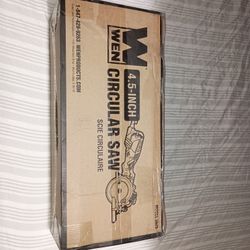 WEN
4.5-INCH
CIRCULAR SAW
SCIE CIRCULAIRE
1-847-429-9263 WENPRODUCTS.COM